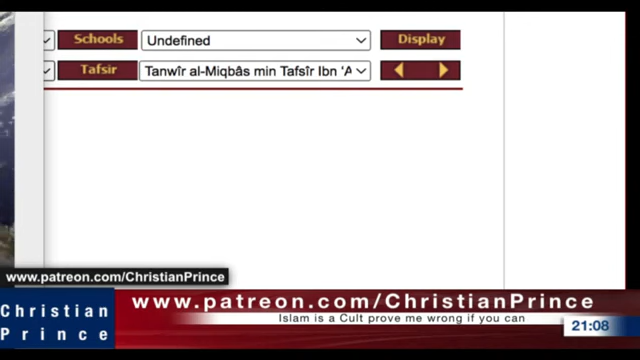 Schools Undefined Display
Tafsir Tanwîr al-Miqbâs min Tafsîr Ibn ‘A
www.patreon.com/ChristianPrince
Christian
Prince
www.patreon.com/ChristianPrince
Islam is a Cult prove me wrong if you can
21:08